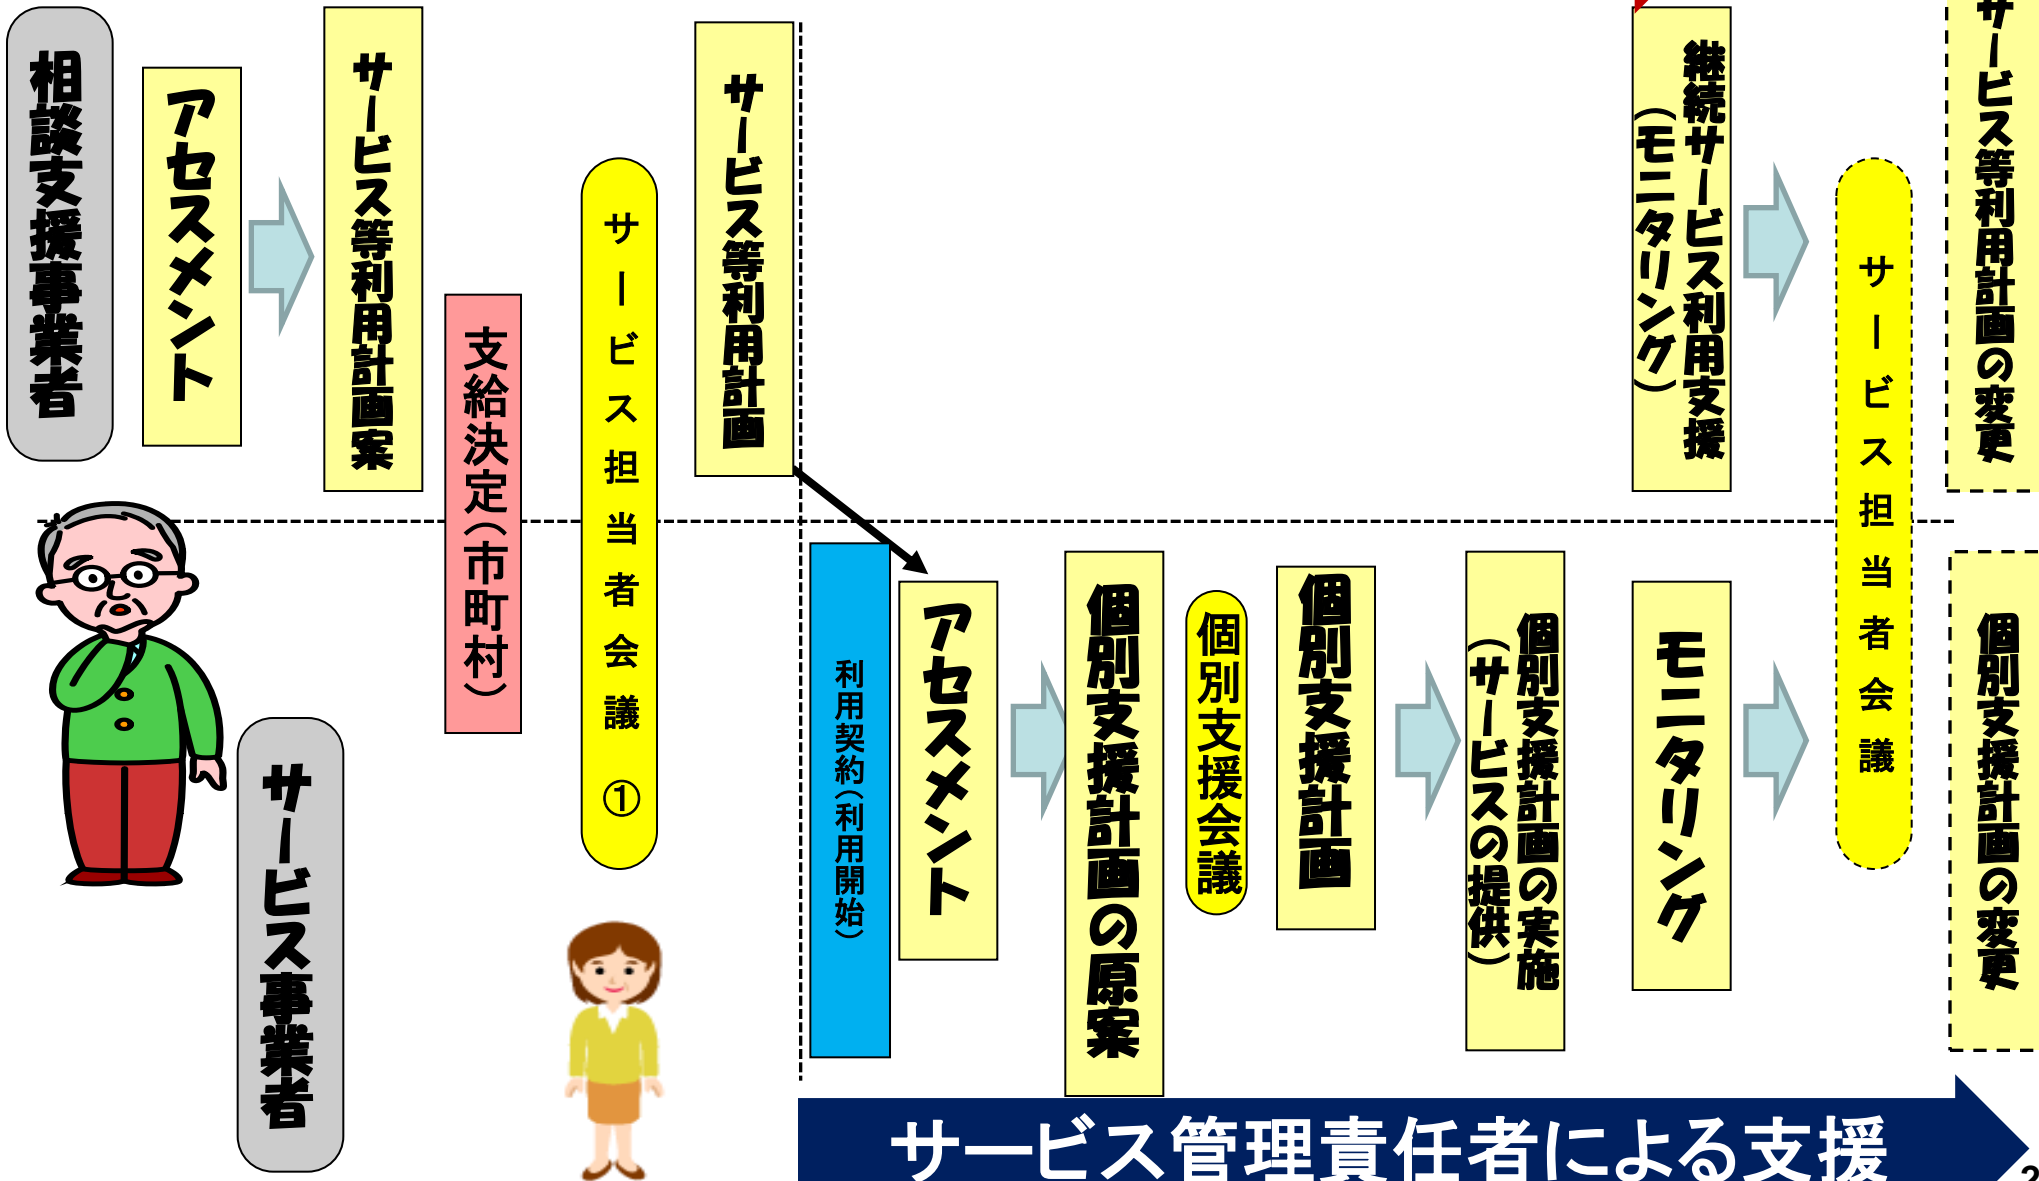 相談支援事業者
アセスメント
サービス等利用計画案
支給決定（市町村）
サービス担当者会議 ①
サービス等利用計画
継続サービス利用支援
（モニタリング）
サービス担当者会議
サービス等利用計画の変更
サービス事業者
利用契約（利用開始）
アセスメント
個別支援計画の原案
個別支援会議
個別支援計画
個別支援計画の実施
（サービスの提供）
モニタリング
個別支援計画の変更
サービス管理責任者による支援